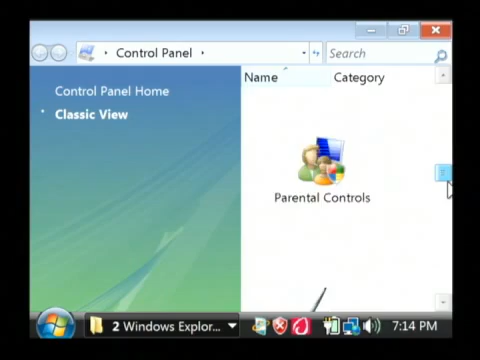 Control Panel
Search
Control Panel Home
Classic View
Name
Category
Parental Controls
2 Windows Explor...
7:14 PM